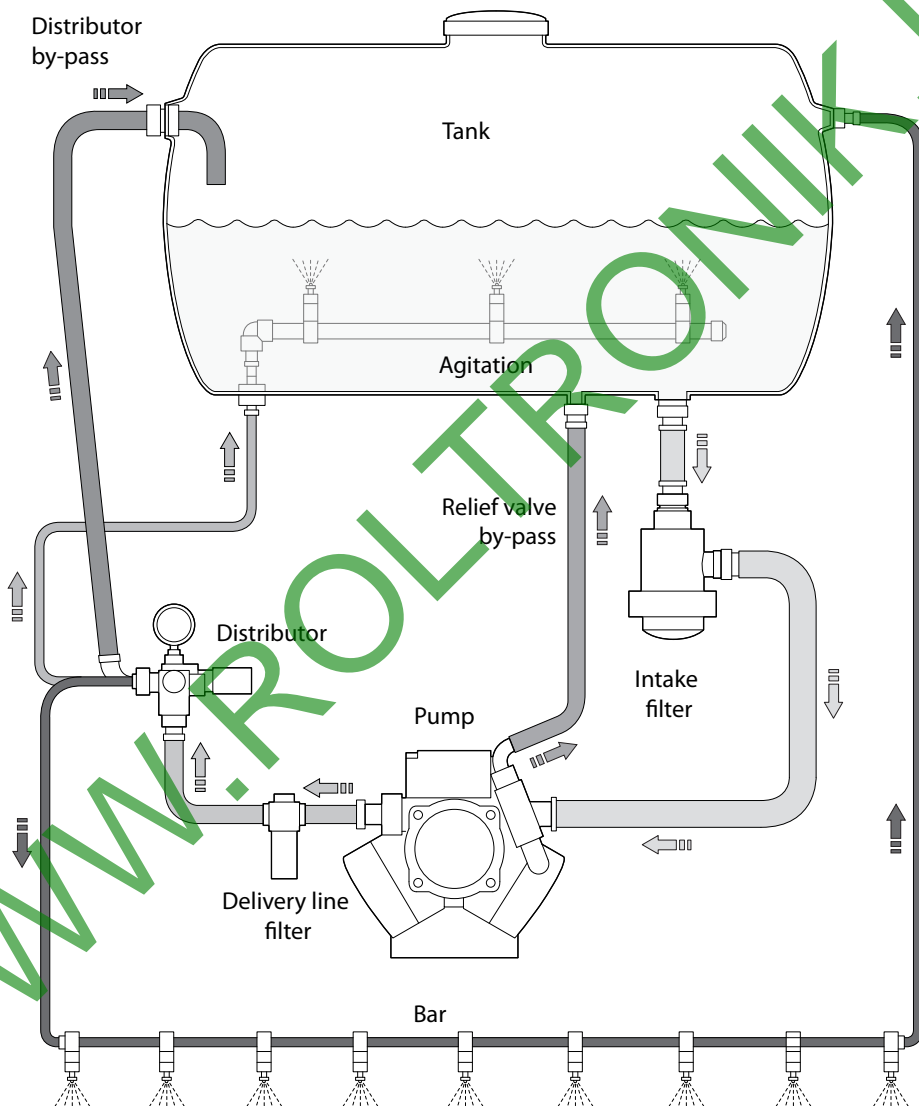 Distributor
by-pass
Tank
Agitation
Relief valve
by-pass
Distributor
Intake
filter
Pump
Delivery line
filter
Bar
WWW.ROLTRONIK.